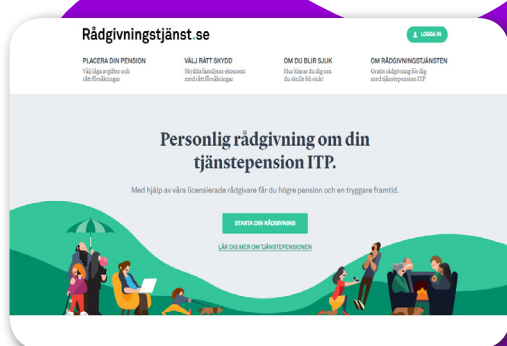 Rådgivningstjänst.se
LOGGA IN
PLACERA DIN PENSION
Välj låga avgifter och
rätt försäkringar
VÄLJ RÄTT SKYDD
Skydda familjens ekonomi
med rätt försäkringar
OM DU BLIR SJUK
Hur klarar du dig om
du skulle bli sjuk?
OM RÅDGIVNINGSTJÄNSTEN
Gratis rådgivning för dig
med tjänstepension ITP
Personlig rådgivning om din
tjänstepension ITP.
Med hjälp av våra licensierade rådgivare får du högre pension och en tryggare framtid.
STARTA DIN RÅDGIVNING
LÄR DIG MER OM TJÄNSTEPENSIONEN